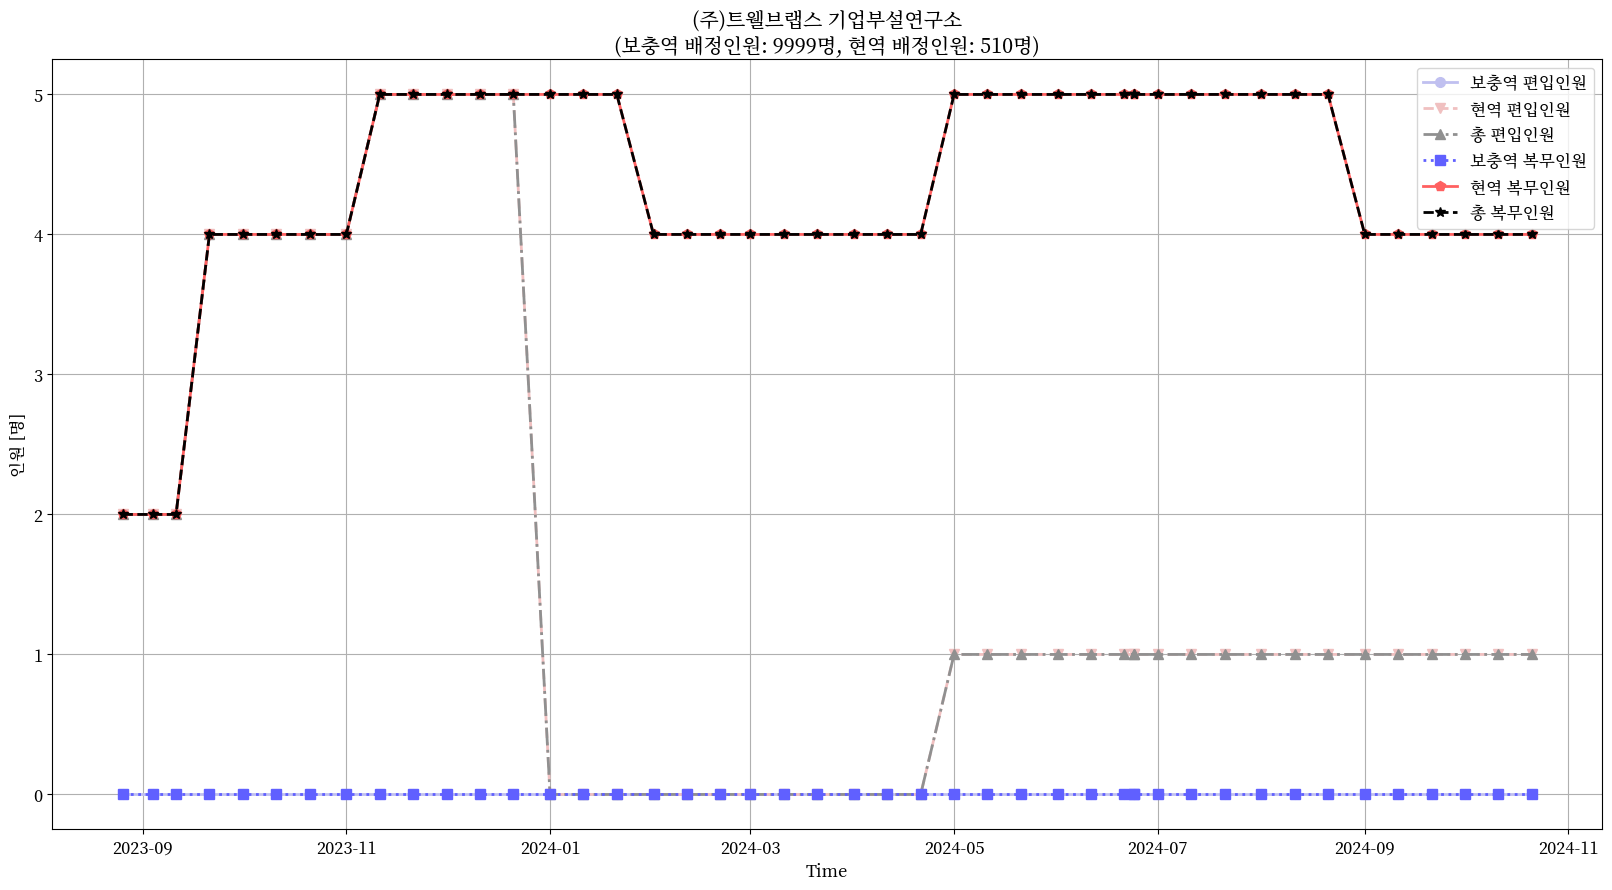 (주)트웰브랩스 기업부설연구소
(보충역 배정인원: 9999명, 현역 배정인원: 510명)
보충역 편입인원
현역 편입인원
총 편입인원
보충역 복무인원
현역 복무인원
총 복무인원
인원 [명]
5
4
3
2
1
0
2023-09
2023-11
2024-01
2024-03
2024-05
2024-07
2024-09
2024-11
Time